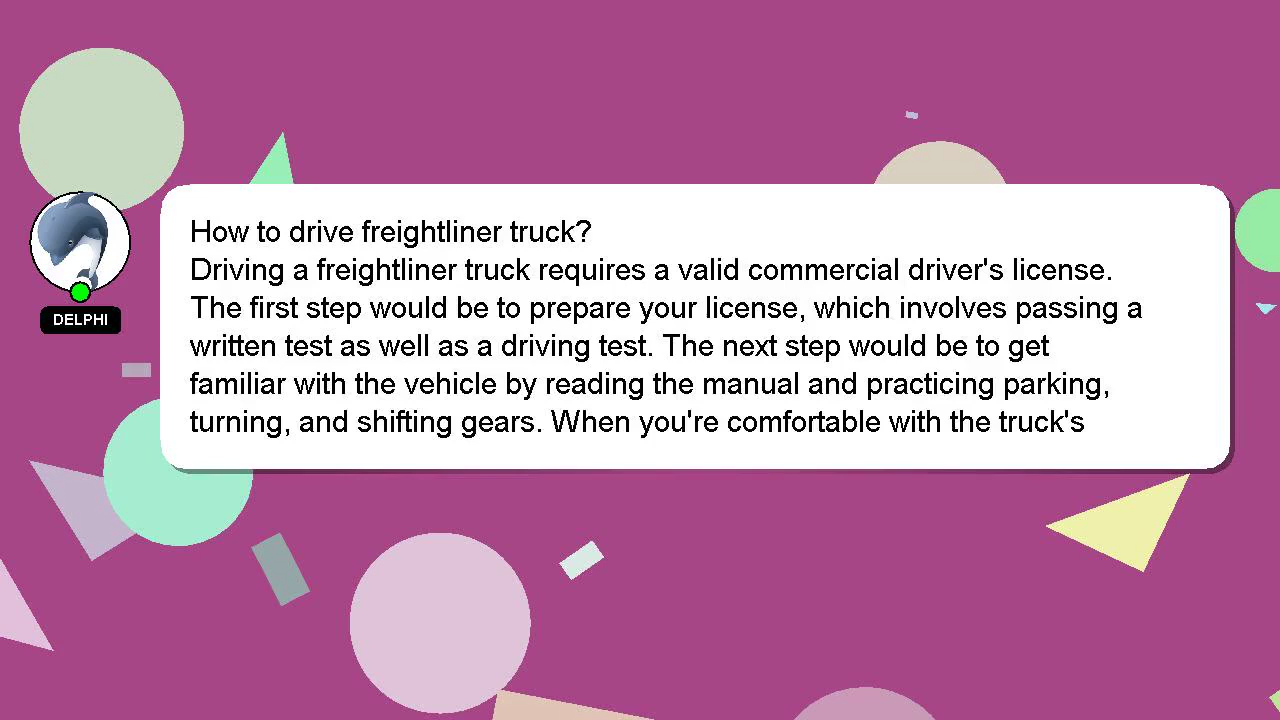 How to drive freightliner truck?
Driving a freightliner truck requires a valid commercial driver's license.
The first step would be to prepare your license, which involves passing a
written test as well as a driving test. The next step would be to get
familiar with the vehicle by reading the manual and practicing parking,
turning, and shifting gears. When you're comfortable with the truck's
DELPHI